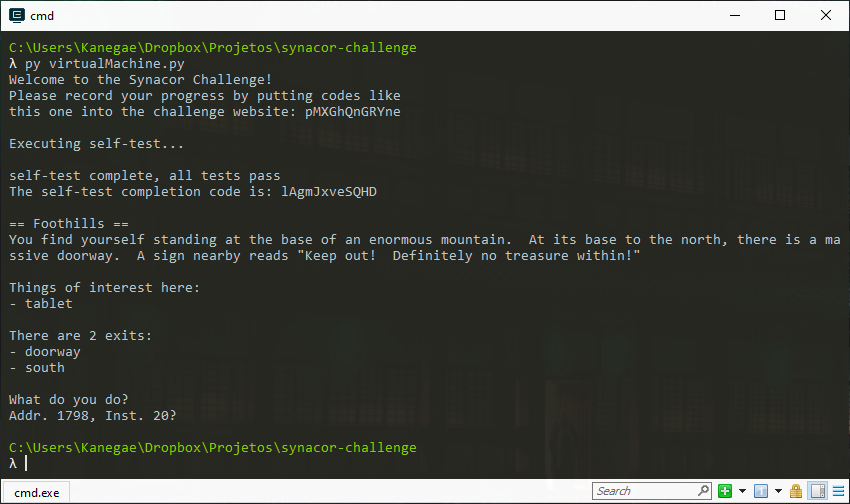 cmd
C:\Users\Kanegae\Dropbox\Projetos\synacor-challenge
λ py virtualMachine.py
Welcome to the Synacor Challenge!
Please record your progress by putting codes like
this one into the challenge website: pMXGhQnGRYne
Executing self-test...
self-test complete, all tests pass
The self-test completion code is: lAgmJxveSQHD
== Foothills ==
You find yourself standing at the base of an enormous mountain.  At its base to the north, there is a ma
ssive doorway.  A sign nearby reads "Keep out!  Definitely no treasure within!"
Things of interest here:
- tablet
There are 2 exits:
- doorway
- south
What do you do?
Addr. 1798, Inst. 20?
C:\Users\Kanegae\Dropbox\Projetos\synacor-challenge
λ
cmd.exe
Search